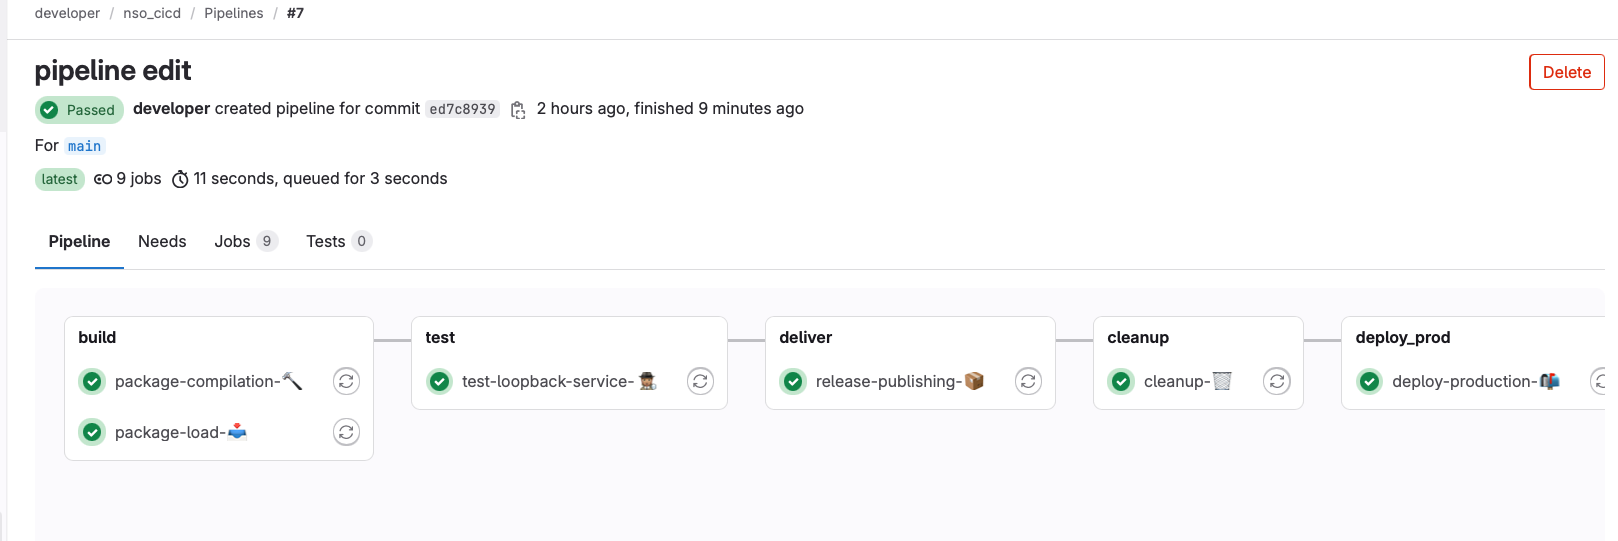 developer / nso_cicd / Pipelines / #7
pipeline edit
Delete
Passed developer created pipeline for commit ed7c8939 2 hours ago, finished 9 minutes ago
For main
latest 9 jobs 11 seconds, queued for 3 seconds
Pipeline Needs Jobs 9 Tests 0
build
package-compilation-🔨
package-load-📥
test
test-loopback-service-🕵🏽
deliver
release-publishing-📦
cleanup
cleanup-🗑️
deploy_prod
deploy-production-📬